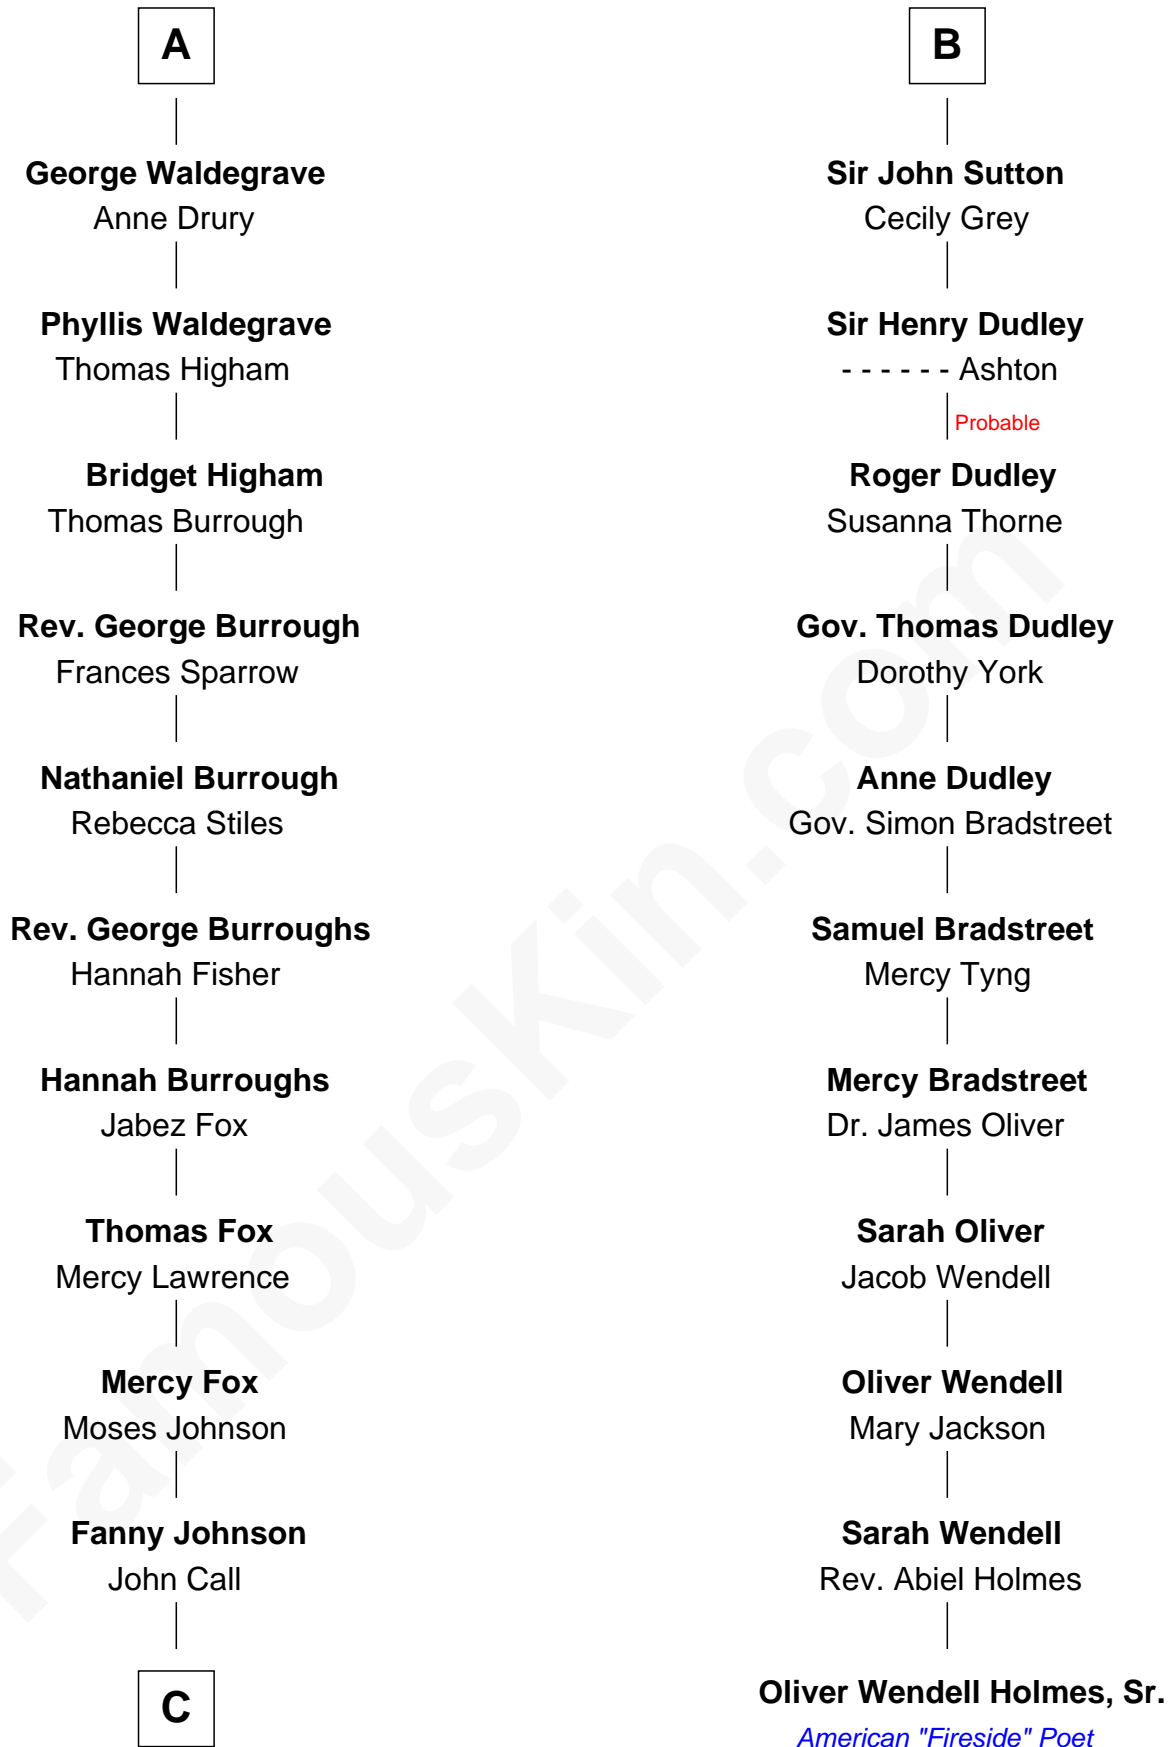 A
George Waldegrave
Anne Drury
Phyllis Waldegrave
Thomas Higham
Bridget Higham
Thomas Burrough
Rev. George Burrough
Frances Sparrow
Nathaniel Burrough
Rebecca Stiles
Rev. George Burroughs
Hannah Fisher
Hannah Burroughs
Jabez Fox
Thomas Fox
Mercy Lawrence
Mercy Fox
Moses Johnson
Fanny Johnson
John Call
C
B
Sir John Sutton
Cecily Grey
Sir Henry Dudley
- - - - - - Ashton
Probable
Roger Dudley
Susanna Thorne
Gov. Thomas Dudley
Dorothy York
Anne Dudley
Gov. Simon Bradstreet
Samuel Bradstreet
Mercy Tyng
Mercy Bradstreet
Dr. James Oliver
Sarah Oliver
Jacob Wendell
Oliver Wendell
Mary Jackson
Sarah Wendell
Rev. Abiel Holmes
Oliver Wendell Holmes, Sr.
American "Fireside" Poet
FamousKin.com